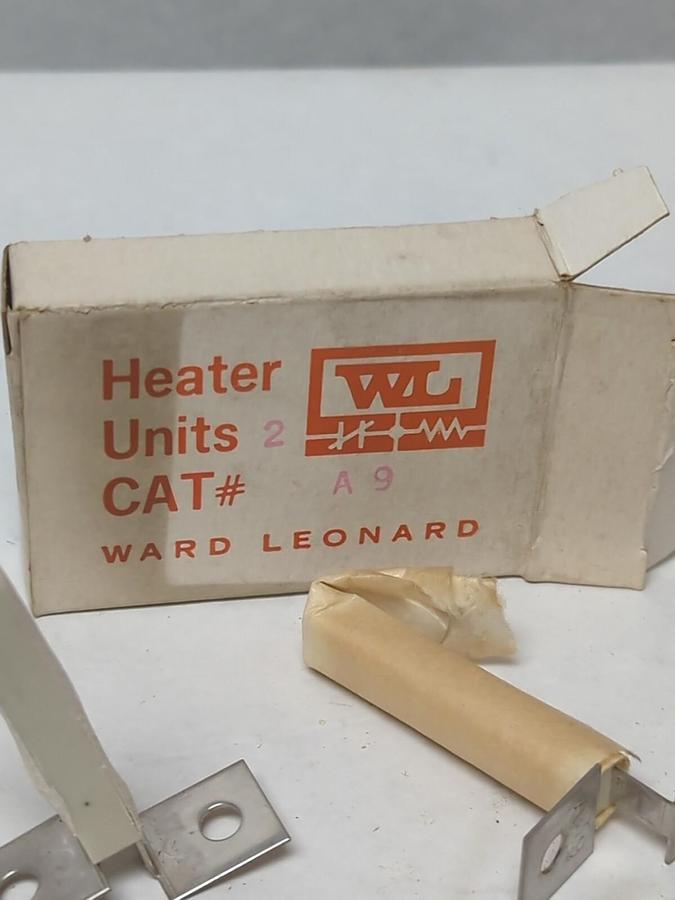 Heater WL
Units 2
CAT# A 9
WARD LEONARD